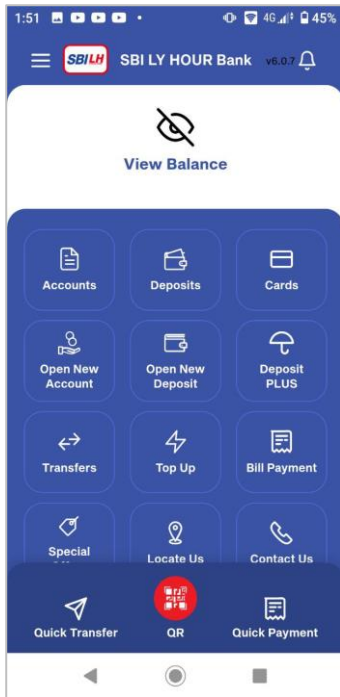 1:51 4G 45%
SBI LH SBI LY HOUR Bank v6.0.7
View Balance
Accounts Deposits Cards
Open New Account Open New Deposit Deposit PLUS
Transfers Top Up Bill Payment
Special Locate Us Contact Us
Quick Transfer QR Quick Payment